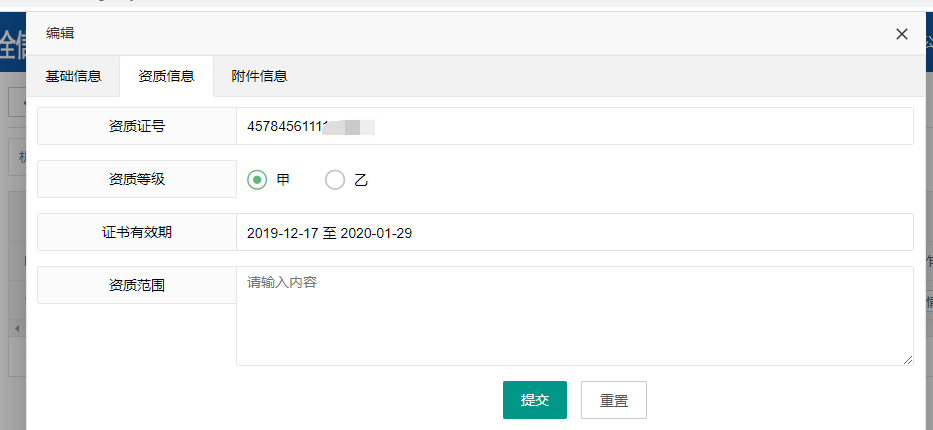 编辑
基础信息 资质信息 附件信息
资质证号 4578456111
资质等级 甲 乙
证书有效期 2019-12-17 至 2020-01-29
资质范围 请输入内容
提交 重置